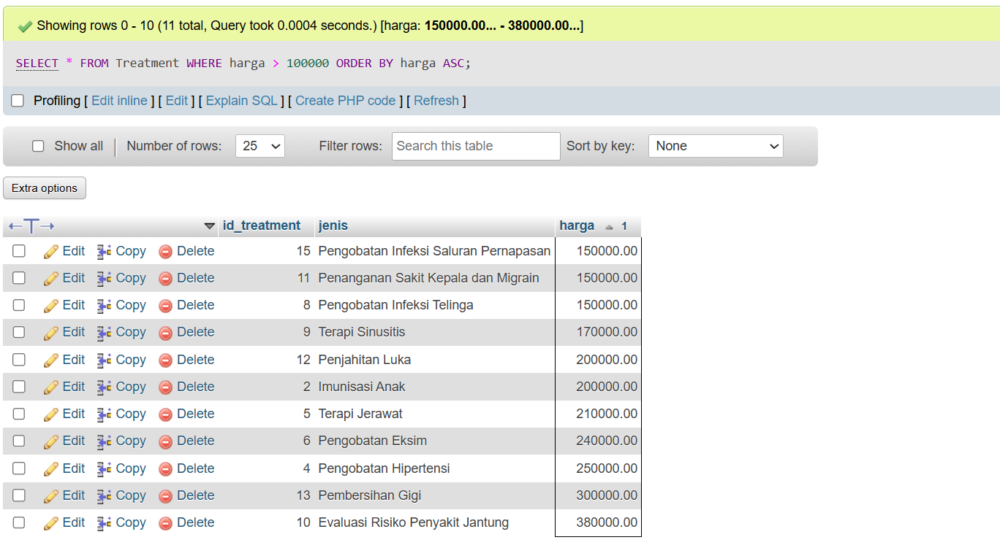 Showing rows 0 - 10 (11 total, Query took 0.0004 seconds.) [harga: 150000.00... - 380000.00...]
SELECT * FROM Treatment WHERE harga > 100000 ORDER BY harga ASC;
Profiling [ Edit inline ] [ Edit ] [ Explain SQL ] [ Create PHP code ] [ Refresh ]
Show all | Number of rows: 25 Filter rows: Search this table Sort by key: None
Extra options
←T→ id_treatment jenis harga 1
Edit Copy Delete 15 Pengobatan Infeksi Saluran Pernapasan 150000.00
Edit Copy Delete 11 Penanganan Sakit Kepala dan Migrain 150000.00
Edit Copy Delete 8 Pengobatan Infeksi Telinga 150000.00
Edit Copy Delete 9 Terapi Sinusitis 170000.00
Edit Copy Delete 12 Penjahitan Luka 200000.00
Edit Copy Delete 2 Imunisasi Anak 200000.00
Edit Copy Delete 5 Terapi Jerawat 210000.00
Edit Copy Delete 6 Pengobatan Eksim 240000.00
Edit Copy Delete 4 Pengobatan Hipertensi 250000.00
Edit Copy Delete 13 Pembersihan Gigi 300000.00
Edit Copy Delete 10 Evaluasi Risiko Penyakit Jantung 380000.00